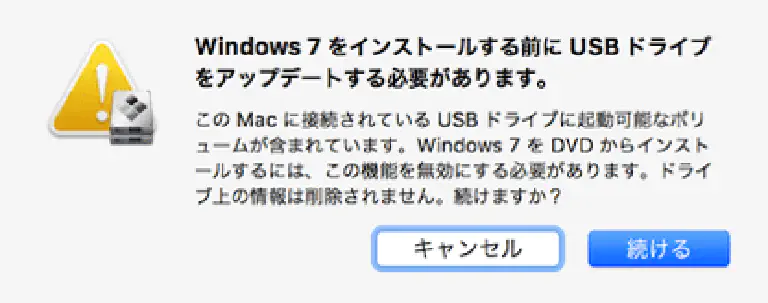 Windows 7 をインストールする前に USB ドライブ
をアップデートする必要があります。
この Mac に接続されている USB ドライブに起動可能なボリ
ュームが含まれています。Windows 7 を DVD からインスト
ールするには、この機能を無効にする必要があります。ドライ
ブ上の情報は削除されません。続けますか？
キャンセル 続ける